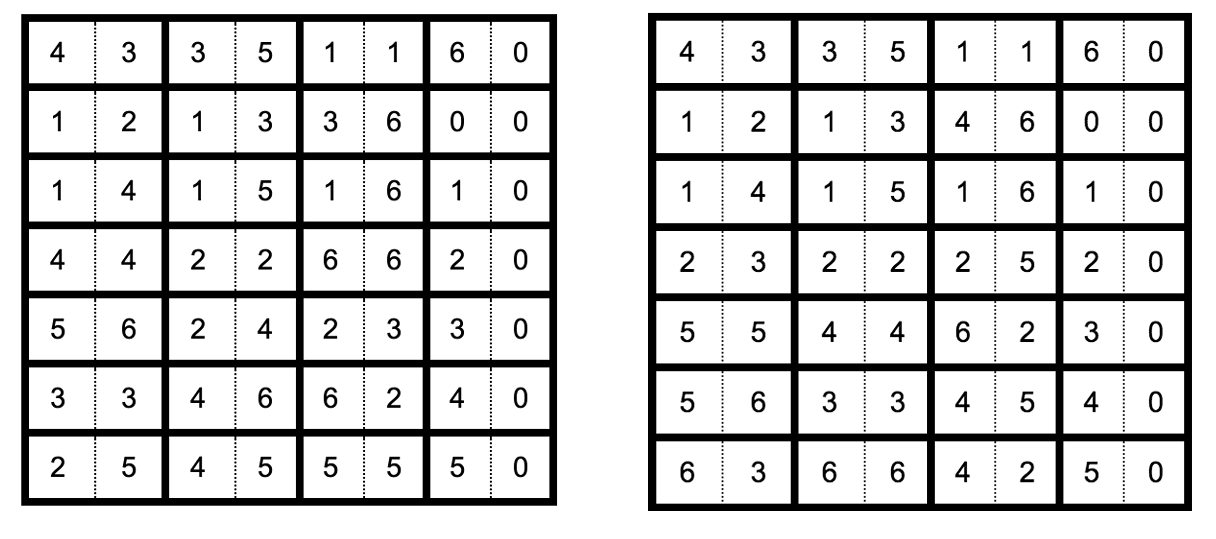 4 3 3 5 1 1 6 0
1 2 1 3 3 6 0 0
1 4 1 5 1 6 1 0
4 4 2 2 6 6 2 0
5 6 2 4 2 3 3 0
3 3 4 6 6 2 4 0
2 5 4 5 5 5 5 0
4 3 3 5 1 1 6 0
1 2 1 3 4 6 0 0
1 4 1 5 1 6 1 0
2 3 2 2 2 5 2 0
5 5 4 4 6 2 3 0
5 6 3 3 4 5 4 0
6 3 6 6 4 2 5 0